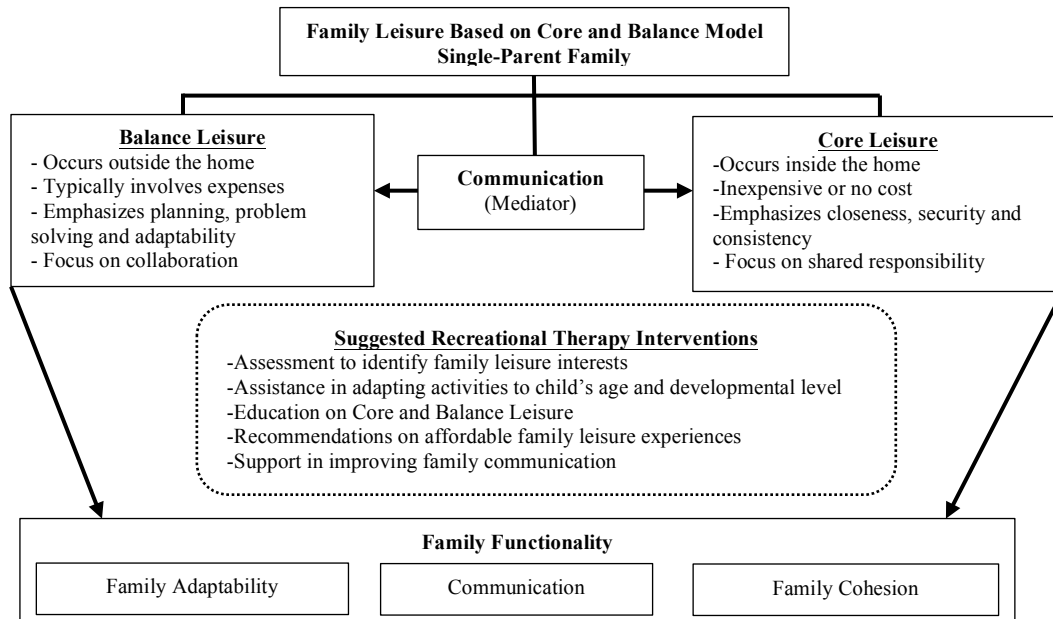 Family Leisure Based on Core and Balance Model
Single-Parent Family
Balance Leisure
- Occurs outside the home
- Typically involves expenses
- Emphasizes planning, problem
solving and adaptability
- Focus on collaboration
Communication
(Mediator)
Core Leisure
-Occurs inside the home
-Inexpensive or no cost
-Emphasizes closeness, security and
consistency
- Focus on shared responsibility
Suggested Recreational Therapy Interventions
-Assessment to identify family leisure interests
-Assistance in adapting activities to child’s age and developmental level
-Education on Core and Balance Leisure
-Recommendations on affordable family leisure experiences
-Support in improving family communication
Family Functionality
Family Adaptability
Communication
Family Cohesion